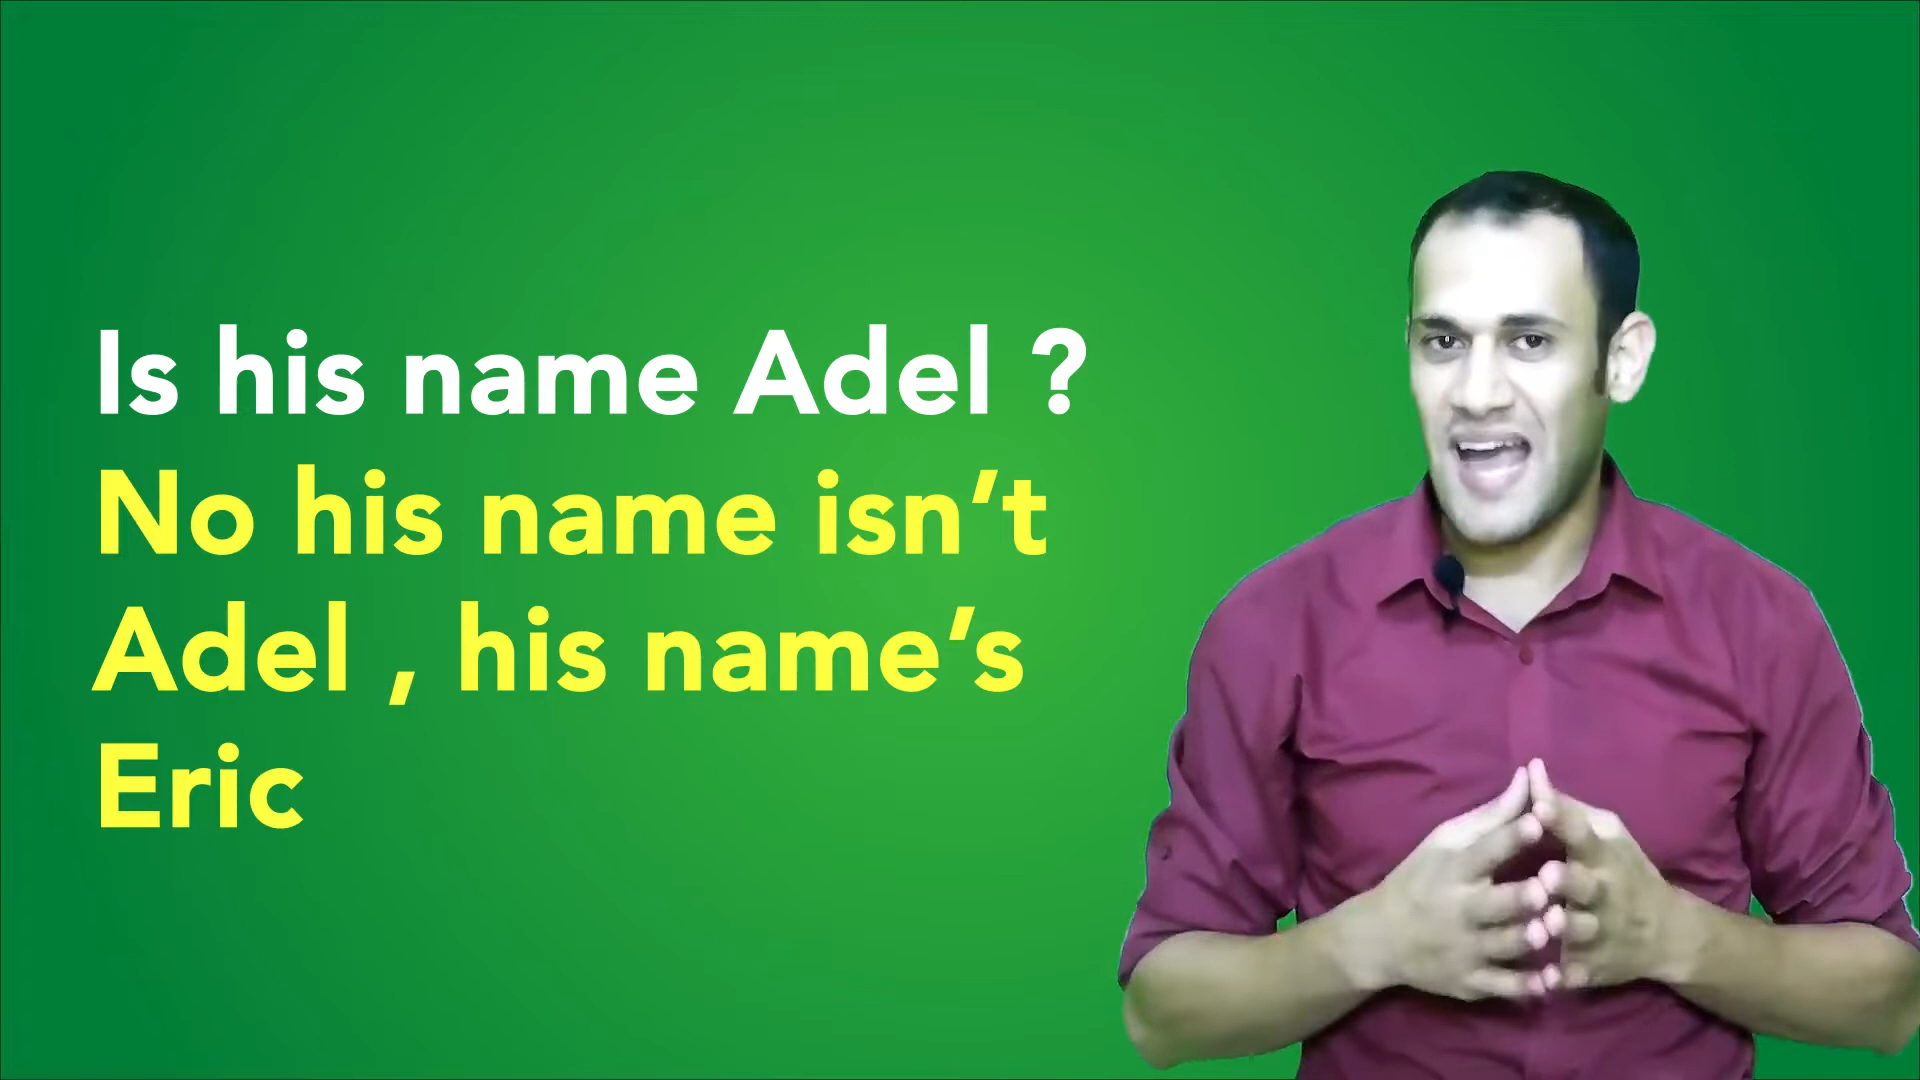 Is his name Adel ?
No his name isn’t
Adel , his name’s
Eric